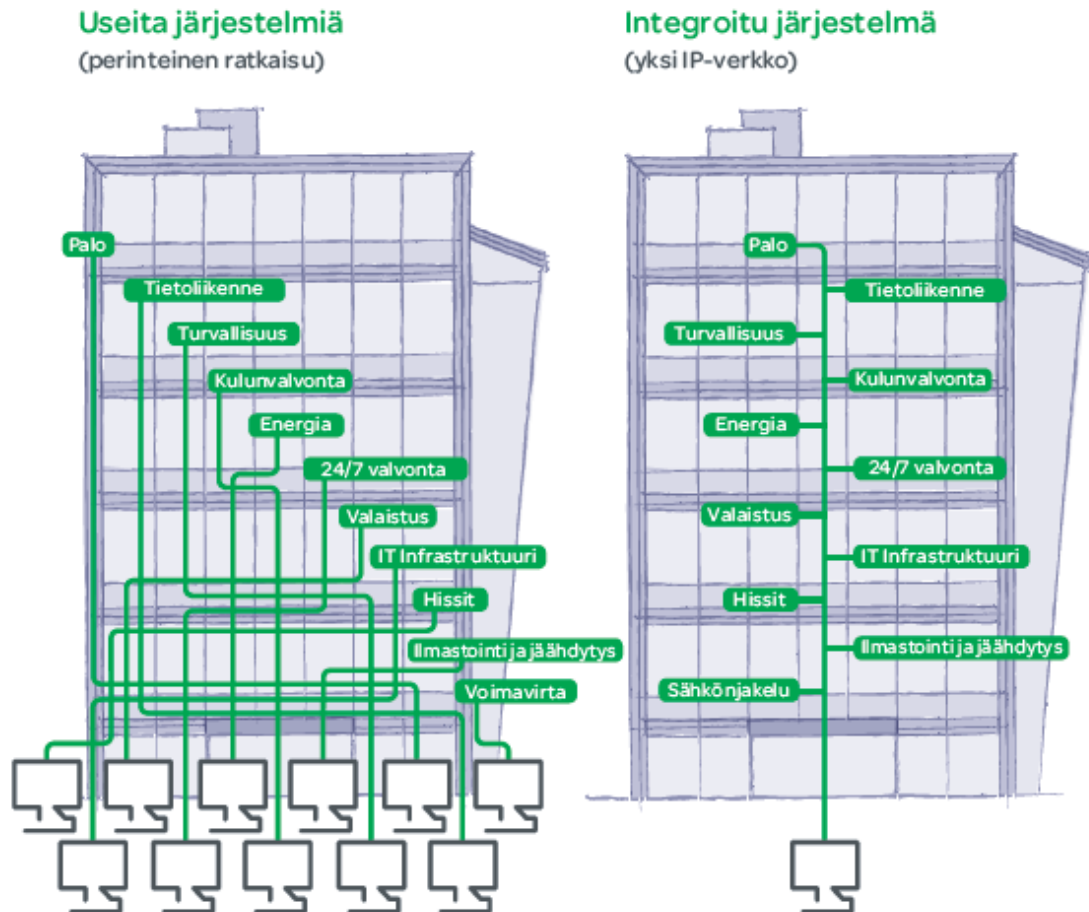 Useita järjestelmiä
(perinteinen ratkaisu)
Palo
Tietoliikenne
Turvallisuus
Kulunvalvonta
Energia
24/7 valvonta
Valaistus
IT Infrastruktuuri
Hissit
Ilmastointi ja jäähdytys
Voimavirta
Integroitu järjestelmä
(yksi IP-verkko)
Palo
Tietoliikenne
Turvallisuus
Kulunvalvonta
Energia
24/7 valvonta
Valaistus
IT Infrastruktuuri
Hissit
Ilmastointi ja jäähdytys
Sähkönjakelu